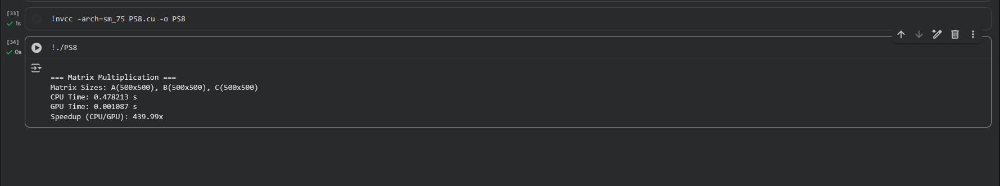 [33]
1s
!nvcc -arch=sm_75 PS8.cu -o PS8
[34]
0s
!./PS8
=== Matrix Multiplication ===
Matrix Sizes: A(500x500), B(500x500), C(500x500)
CPU Time: 0.478213 s
GPU Time: 0.001087 s
Speedup (CPU/GPU): 439.99x